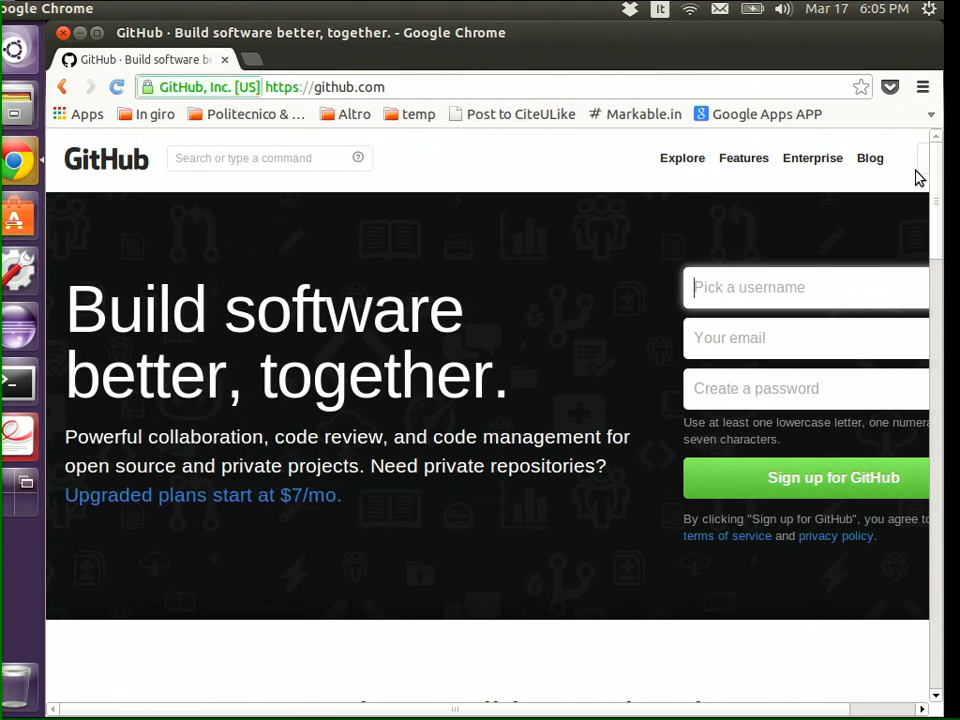 oogle Chrome
It
Mar 17
6:05 PM
GitHub · Build software better, together. - Google Chrome
GitHub · Build software b
GitHub, Inc. [US] https://github.com
Apps
In giro
Politecnico & ...
Altro
temp
Post to CiteULike
# Markable.in
Google Apps APP
GitHub
Search or type a command
Explore
Features
Enterprise
Blog
Build software
better, together.
Powerful collaboration, code review, and code management for
open source and private projects. Need private repositories?
Upgraded plans start at $7/mo.
Pick a username
Your email
Create a password
Use at least one lowercase letter, one numera
seven characters.
Sign up for GitHub
By clicking "Sign up for GitHub", you agree to
terms of service and privacy policy.